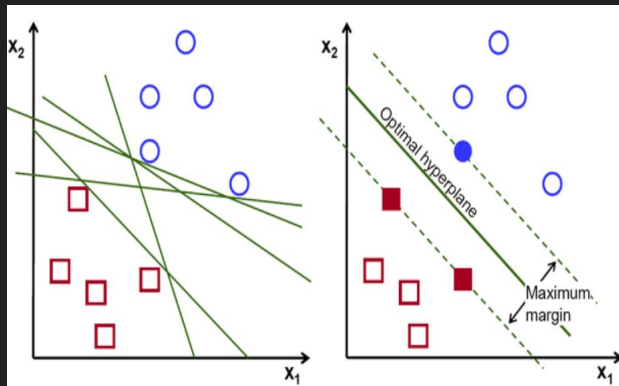 X₂
X₁
X₂
Optimal hyperplane
Maximum
margin
X₁